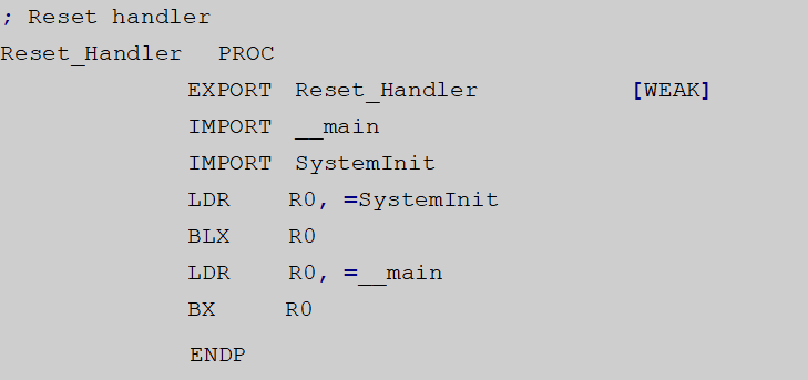 ; Reset handler
Reset_Handler PROC
EXPORT Reset_Handler [WEAK]
IMPORT __main
IMPORT SystemInit
LDR R0, =SystemInit
BLX R0
LDR R0, =__main
BX R0
ENDP